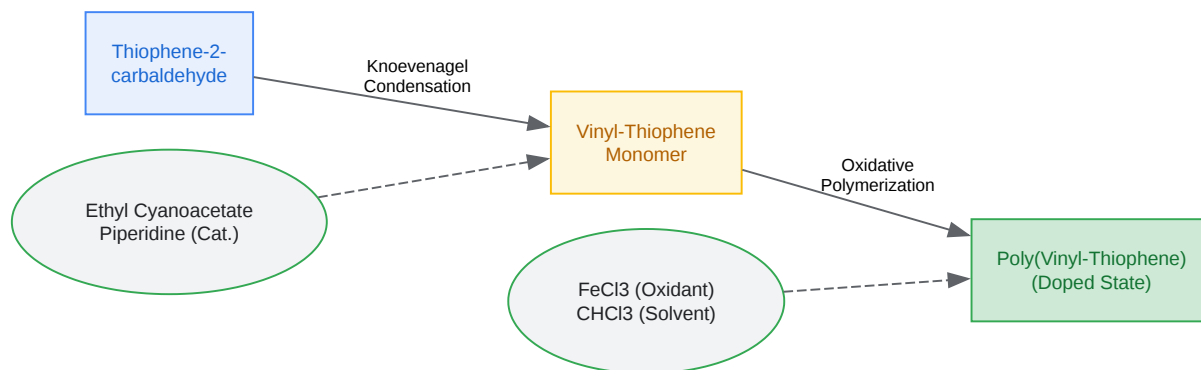 Thiophene-2-
carbaldehyde
Knoevenagel
Condensation
Vinyl-Thiophene
Monomer
Ethyl Cyanoacetate
Piperidine (Cat.)
Oxidative
Polymerization
FeCl3 (Oxidant)
CHCl3 (Solvent)
Poly(Vinyl-Thiophene)
(Doped State)